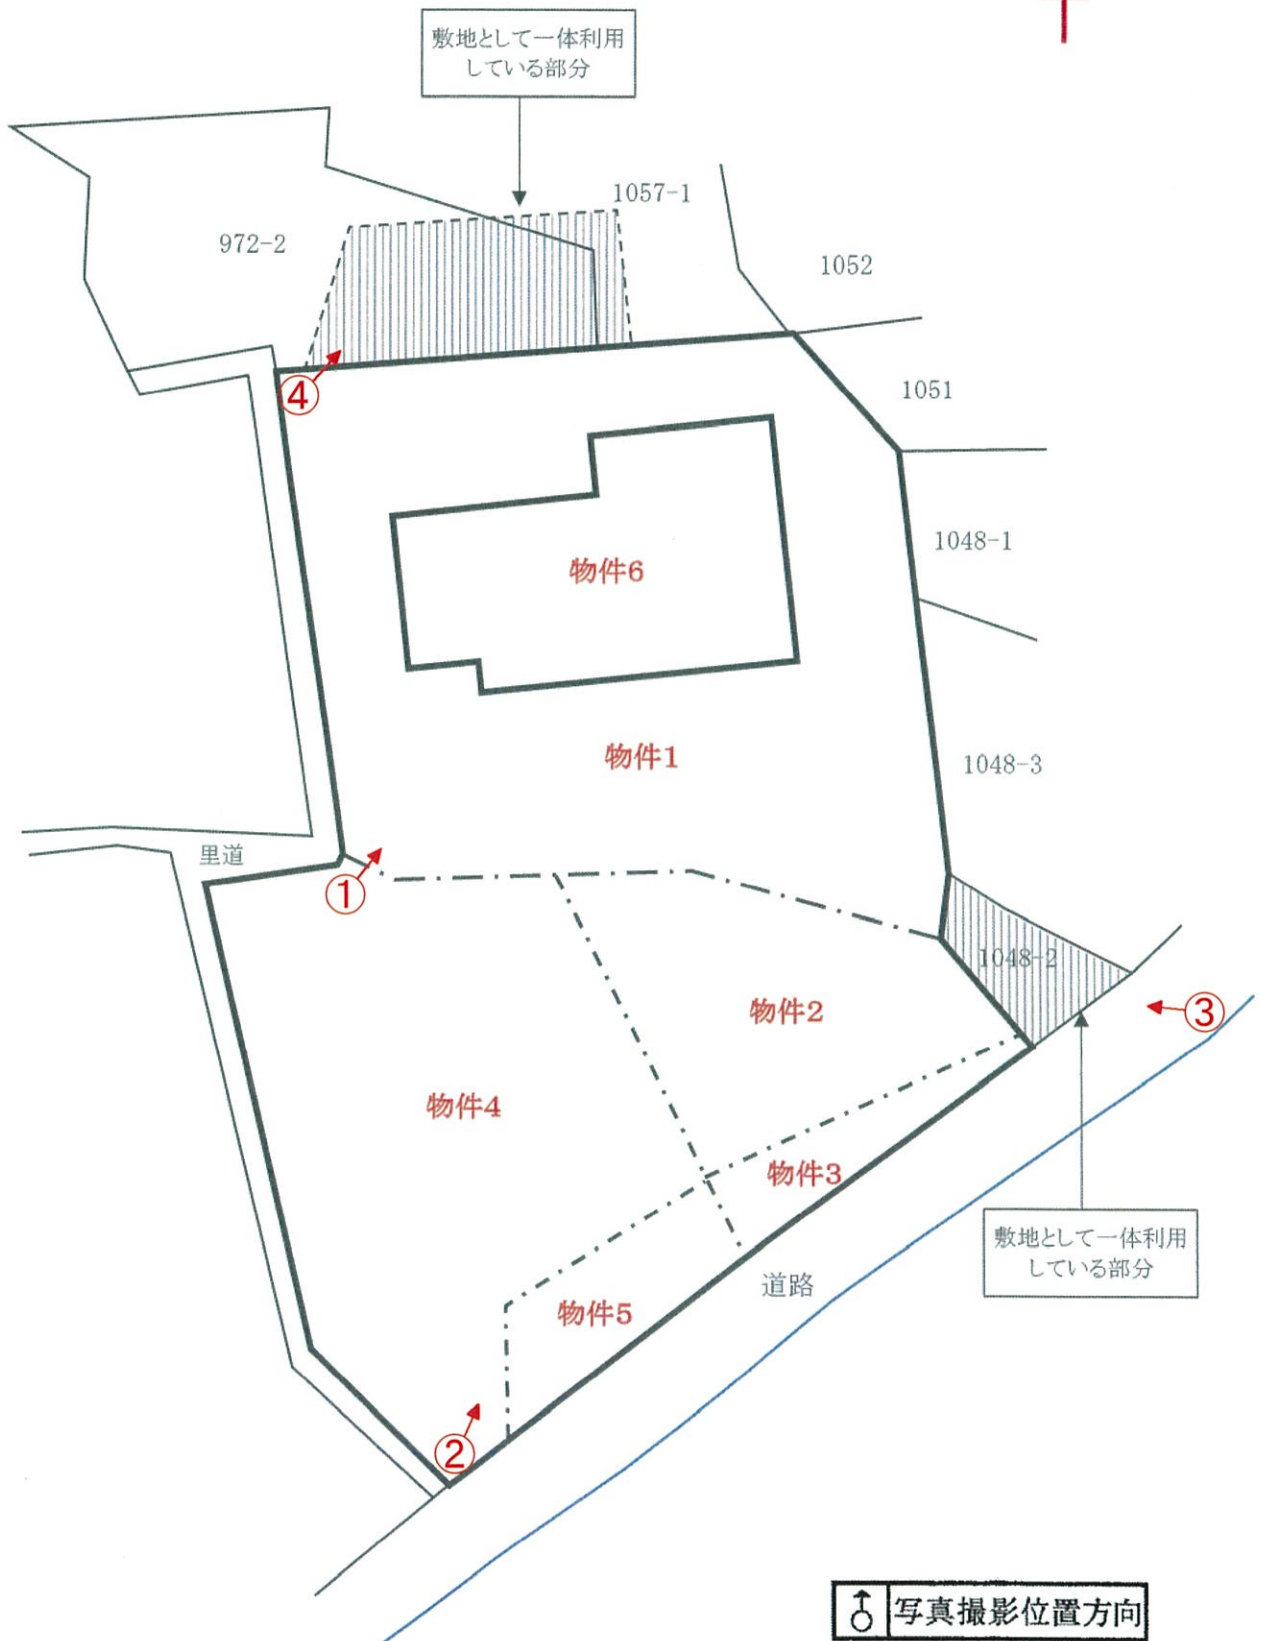 敷地として一体利用
している部分
1057-1
972-2
1052
④
1051
1048-1
物件6
物件1
1048-3
里道
①
1048-2
物件2
③
物件4
物件3
敷地として一体利用
している部分
道路
物件5
②
写真撮影位置方向